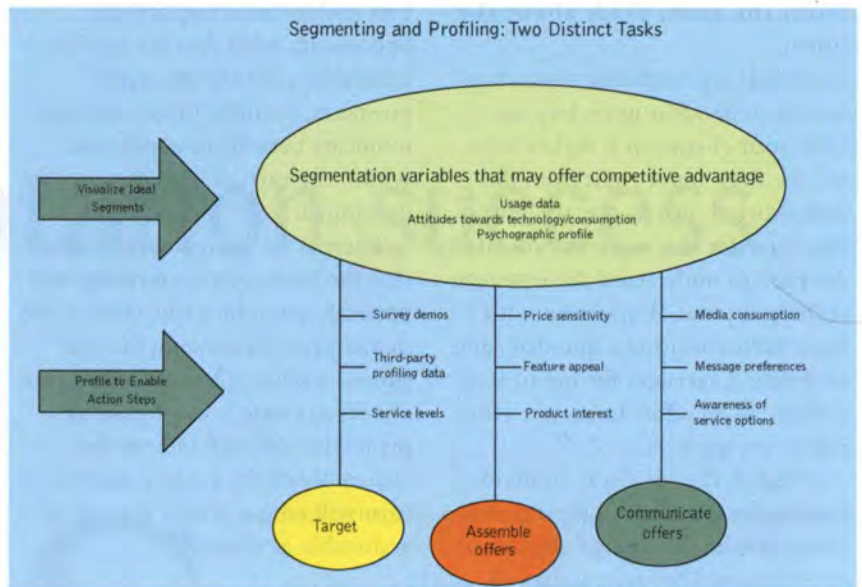 Segmenting and Profiling: Two Distinct Tasks
Visualize Ideal
Segments
Segmentation variables that may offer competitive advantage
Usage data
Attitudes towards technology/consumption
Psychographic profile
Profile to Enable
Action Steps
Survey demos
Third-party
profiling data
Service levels
Price sensitivity
Feature appeal
Product interest
Media consumption
Message preferences
Awareness of
service options
Target
Assemble
offers
Communicate
offers